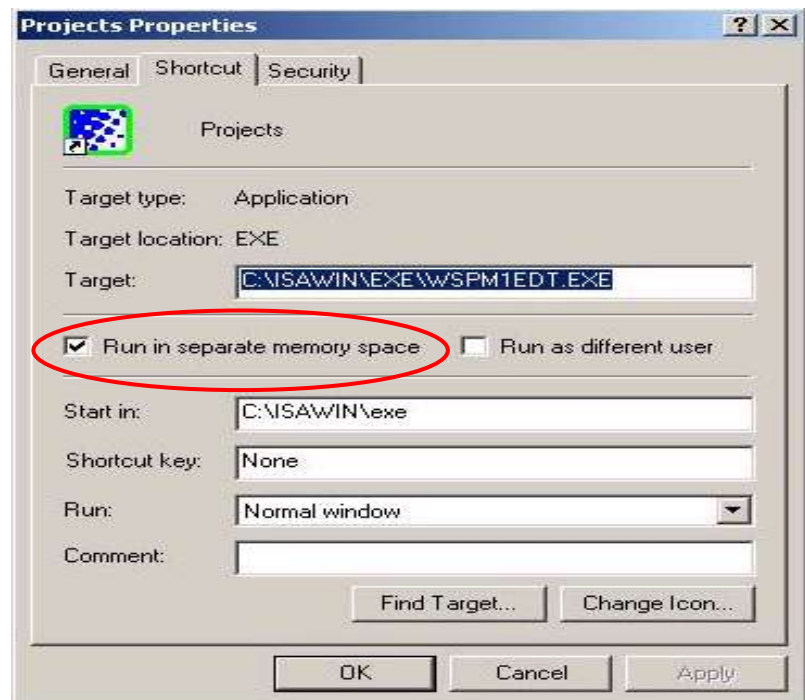 Projects Properties
General Shortcut Security
Projects
Target type: Application
Target location: EXE
Target: C:\ISAWIN\EXE\WSPM1EDT.EXE
Run in separate memory space Run as different user
Start in: C:\ISAWIN\exe
Shortcut key: None
Run: Normal window
Comment:
Find Target... Change Icon...
OK Cancel Apply